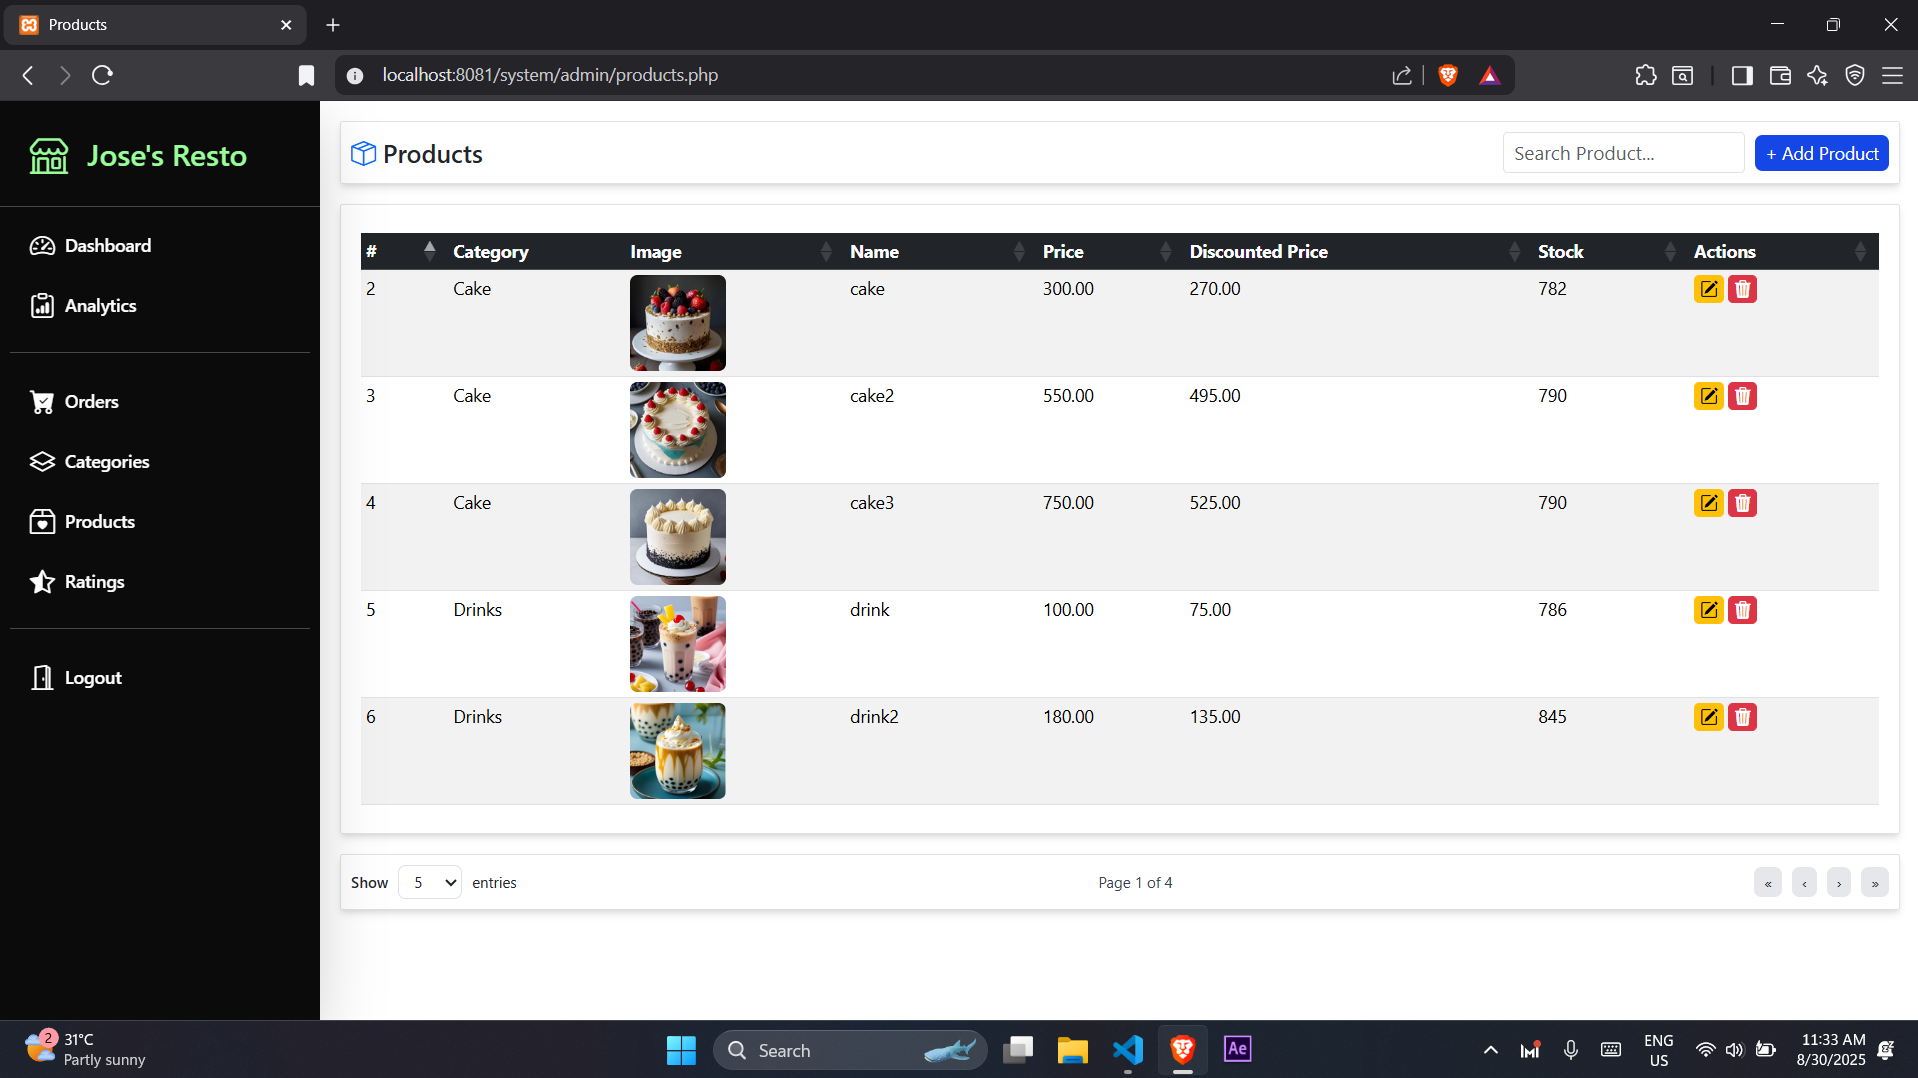 Products
localhost:8081/system/admin/products.php
Jose's Resto
Dashboard
Analytics
Orders
Categories
Products
Ratings
Logout
Products
Search Product...
+ Add Product
# Category Image Name Price Discounted Price Stock Actions
2 Cake cake 300.00 270.00 782
3 Cake cake2 550.00 495.00 790
4 Cake cake3 750.00 525.00 790
5 Drinks drink 100.00 75.00 786
6 Drinks drink2 180.00 135.00 845
Show 5 entries
Page 1 of 4
« ‹ › »
2
31°C
Partly sunny
Search
Ae
ENG
US
11:33 AM
8/30/2025